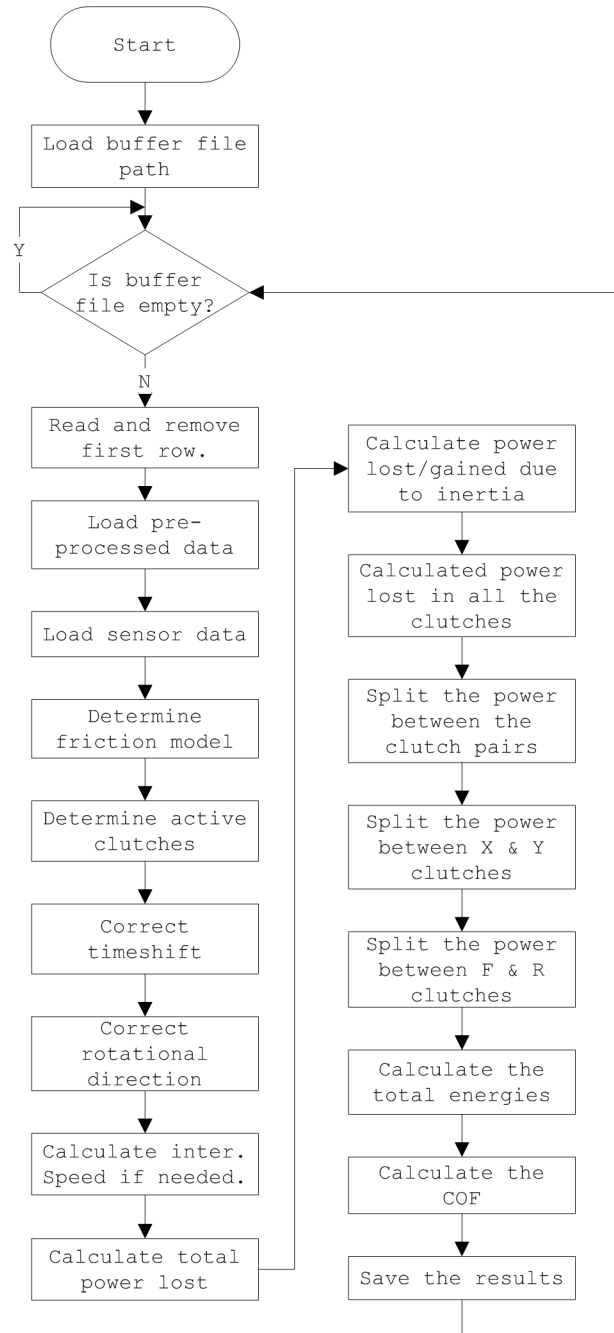 Start
Load buffer file
path
Y
Is buffer
file empty?
N
Read and remove
first row.
Load pre-
processed data
Load sensor data
Determine
friction model
Determine active
clutches
Correct
timeshift
Correct
rotational
direction
Calculate inter.
Speed if needed.
Calculate total
power lost
Calculate power
lost/gained due
to inertia
Calculated power
lost in all the
clutches
Split the power
between the
clutch pairs
Split the power
between X & Y
clutches
Split the power
between F & R
clutches
Calculate the
total energies
Calculate the
COF
Save the results